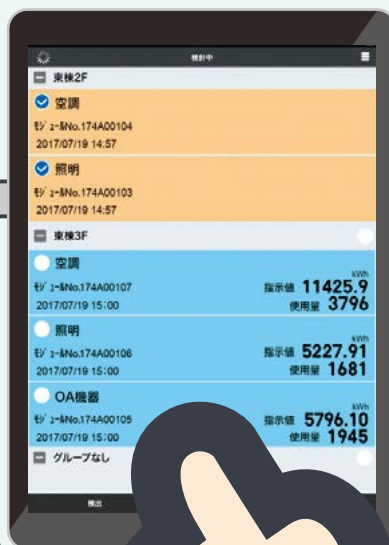 検針中
東棟2F
空調
ﾓｼﾞｭｰﾙNo.174A00104
2017/07/19 14:57
照明
ﾓｼﾞｭｰﾙNo.174A00103
2017/07/19 14:57
東棟3F
空調
kWh
ﾓｼﾞｭｰﾙNo.174A00107 指示値 11425.9
2017/07/19 15:00 使用量 3796
照明
kWh
ﾓｼﾞｭｰﾙNo.174A00106 指示値 5227.91
2017/07/19 15:00 使用量 1681
OA機器
kWh
ﾓｼﾞｭｰﾙNo.174A00105 指示値 5796.10
2017/07/19 15:00 使用量 1945
グループなし
検出